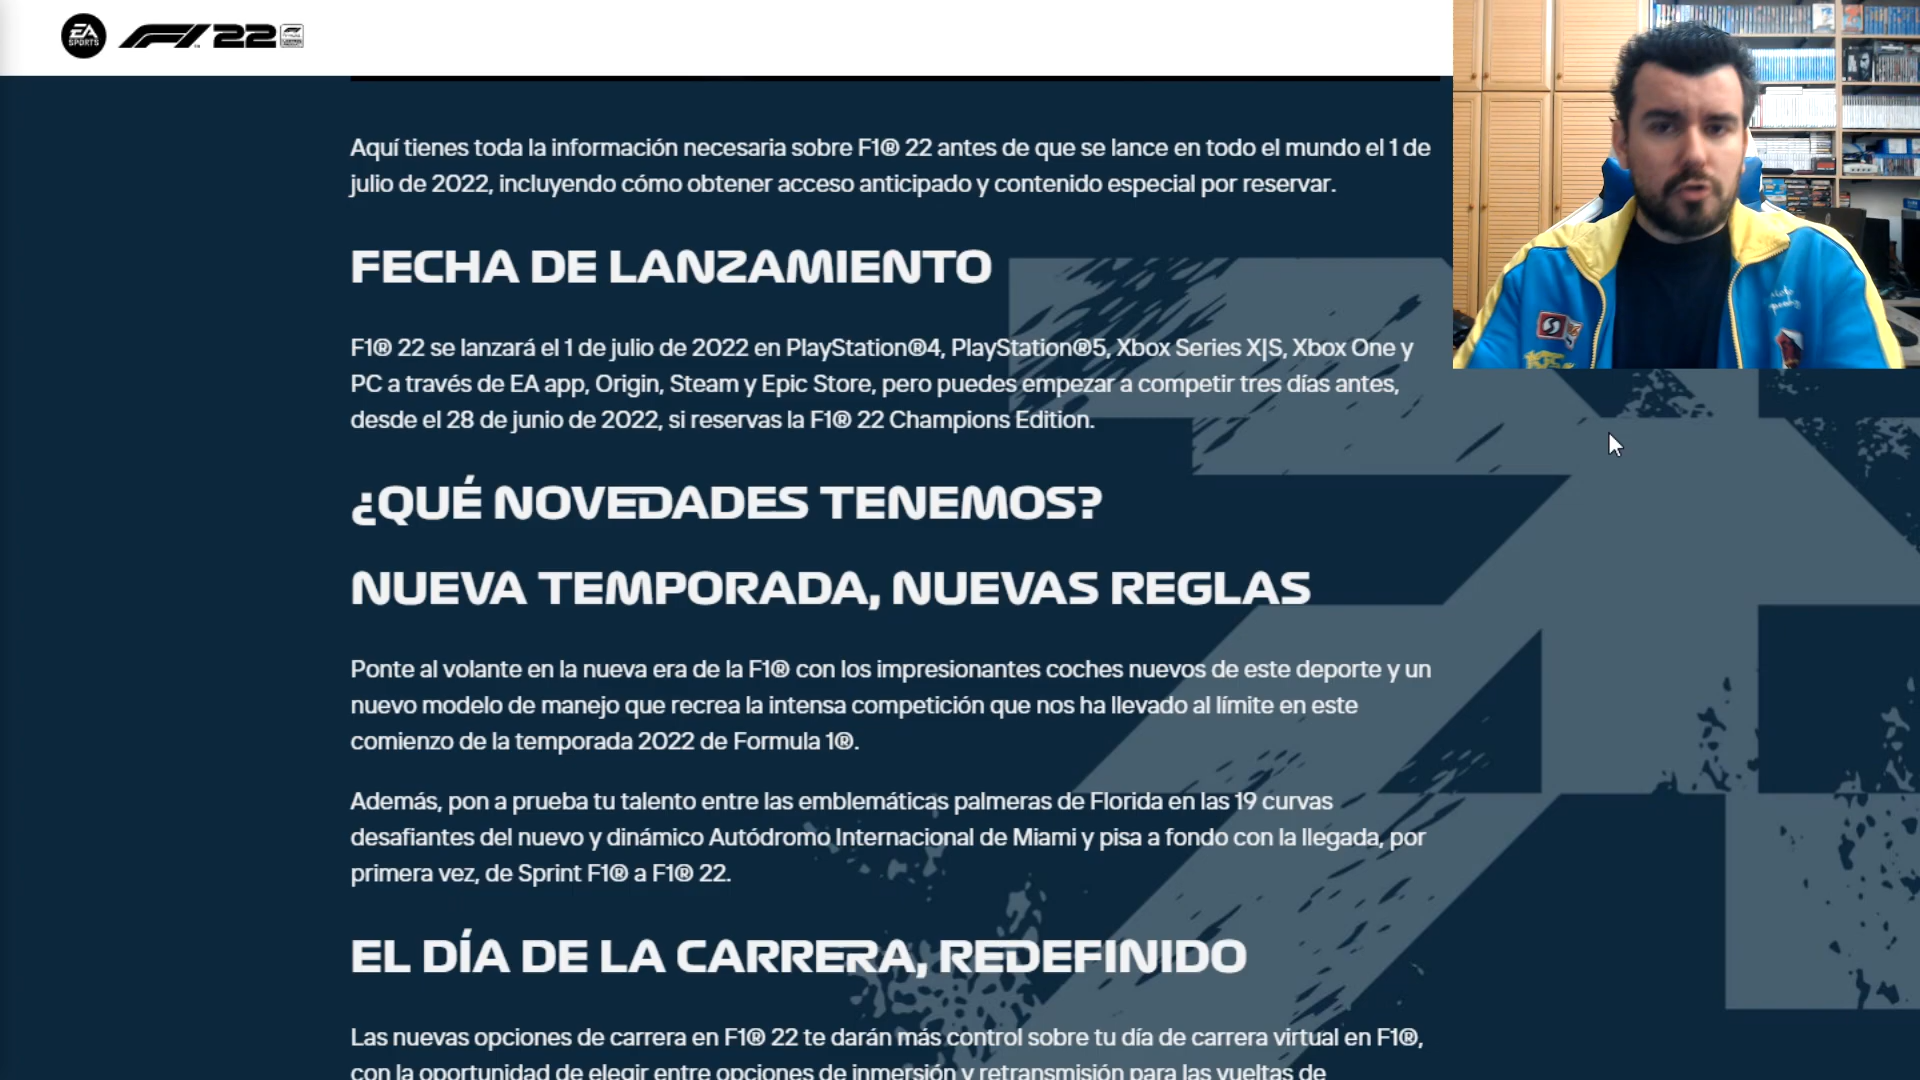 EA
SPORTS
F1 22
Aquí tienes toda la información necesaria sobre F1® 22 antes de que se lance en todo el mundo el 1 de
julio de 2022, incluyendo cómo obtener acceso anticipado y contenido especial por reservar.
FECHA DE LANZAMIENTO
F1® 22 se lanzará el 1 de julio de 2022 en PlayStation®4, PlayStation®5, Xbox Series X|S, Xbox One y
PC a través de EA app, Origin, Steam y Epic Store, pero puedes empezar a competir tres días antes,
desde el 28 de junio de 2022, si reservas la F1® 22 Champions Edition.
¿QUÉ NOVEDADES TENEMOS?
NUEVA TEMPORADA, NUEVAS REGLAS
Ponte al volante en la nueva era de la F1® con los impresionantes coches nuevos de este deporte y un
nuevo modelo de manejo que recrea la intensa competición que nos ha llevado al límite en este
comienzo de la temporada 2022 de Formula 1®.
Además, pon a prueba tu talento entre las emblemáticas palmeras de Florida en las 19 curvas
desafiantes del nuevo y dinámico Autódromo Internacional de Miami y pisa a fondo con la llegada, por
primera vez, de Sprint F1® a F1® 22.
EL DÍA DE LA CARRERA, REDEFINIDO
Las nuevas opciones de carrera en F1® 22 te darán más control sobre tu día de carrera virtual en F1®,
con la oportunidad de elegir entre opciones de inmersión y retransmisión para las vueltas de